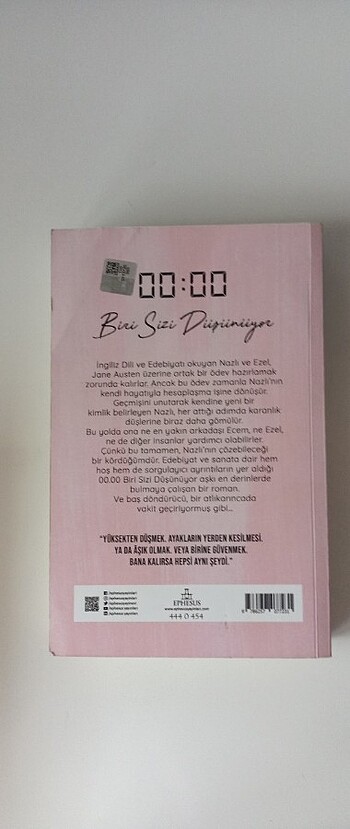 00:00
Biri Sizi Düşünüyor
İngiliz Dili ve Edebiyatı okuyan Nazlı ve Ezel,
Jane Austen üzerine ortak bir ödev hazırlamak
zorunda kalırlar. Ancak bu ödev zamanla Nazlı'nın
kendi hayatıyla hesaplaşma işine dönüşür.
Geçmişini unutarak kendine yeni bir
kimlik belirleyen Nazlı, her attığı adımda karanlık
düşlerine biraz daha gömülür.
Bu yolda ona ne en yakın arkadaşı Ecem, ne Ezel,
ne de diğer insanlar yardımcı olabilirler.
Çünkü bu tamamen, Nazlı'nın çözebileceği
bir kördüğümdür. Edebiyat ve sanata dair hem
hoş hem de sorgulayıcı ayrıntıların yer aldığı
00.00 Biri Sizi Düşünüyor aşkı en derinlerde
bulmaya çalışan bir roman.
Ve baş döndürücü, bir atlıkarıncada
vakit geçiriyormuş gibi...
"YÜKSEKTEN DÜŞMEK. AYAKLARIN YERDEN KESİLMESİ.
YA DA ÂŞIK OLMAK. VEYA BİRİNE GÜVENMEK.
BANA KALIRSA HEPSİ AYNI ŞEYDİ."
EPHESUS
www.ephesusyayinlari.com
444 0 454